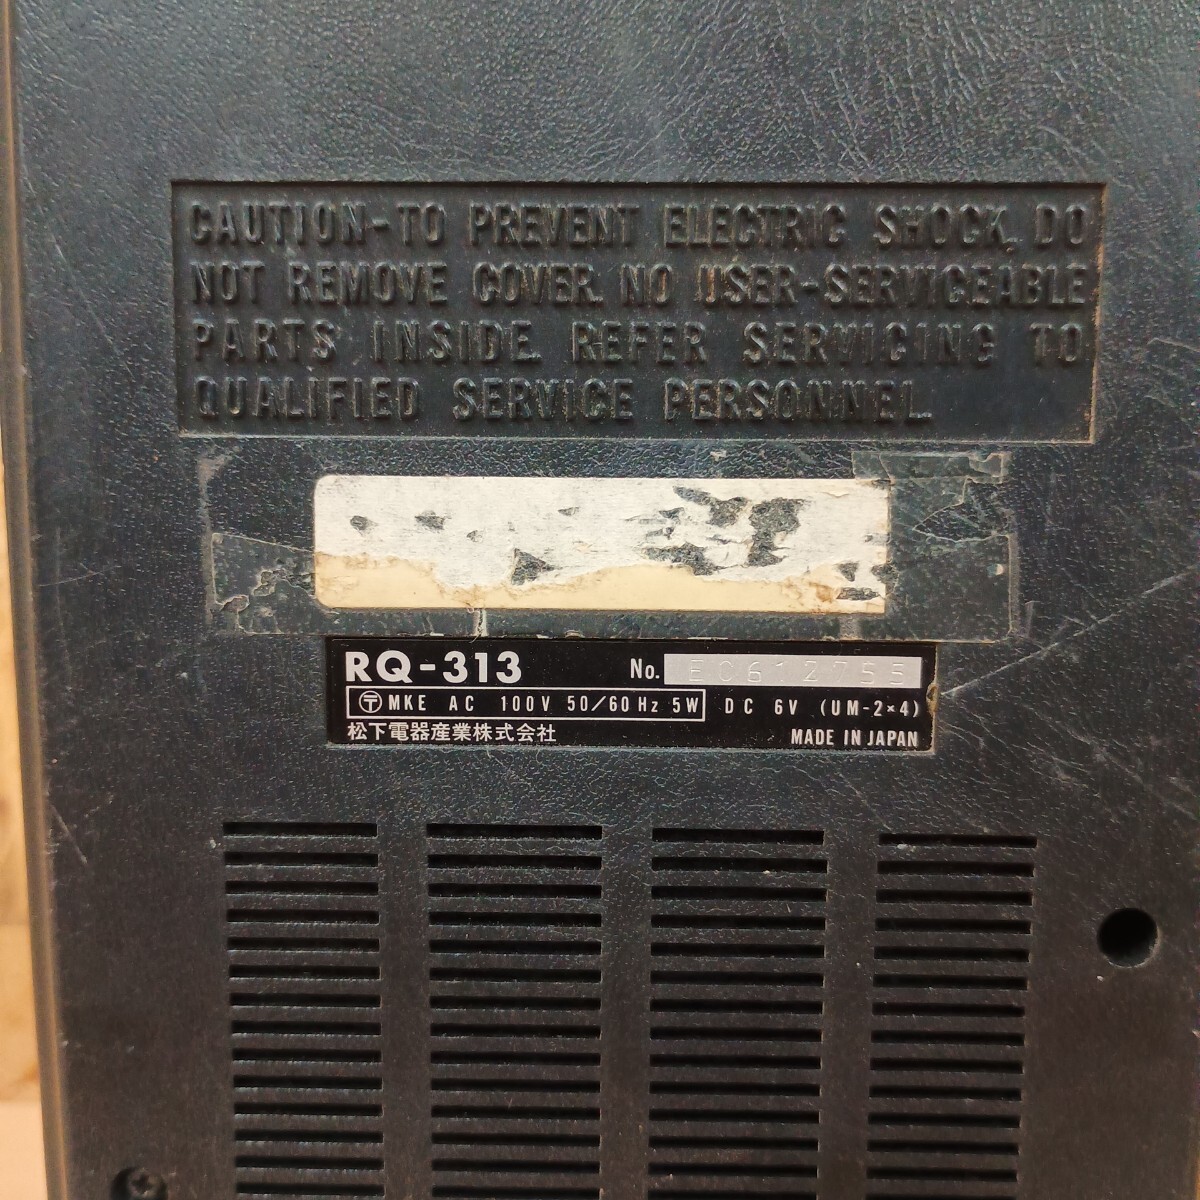 CAUTION-TO PREVENT ELECTRIC SHOCK, DO
NOT REMOVE COVER. NO USER-SERVICEABLE
PARTS INSIDE. REFER SERVICING TO
QUALIFIED SERVICE PERSONNEL.
RQ-313 No. EC612755
〒 MKE AC 100V 50/60Hz 5W DC 6V (UM-2×4)
松下電器産業株式会社 MADE IN JAPAN